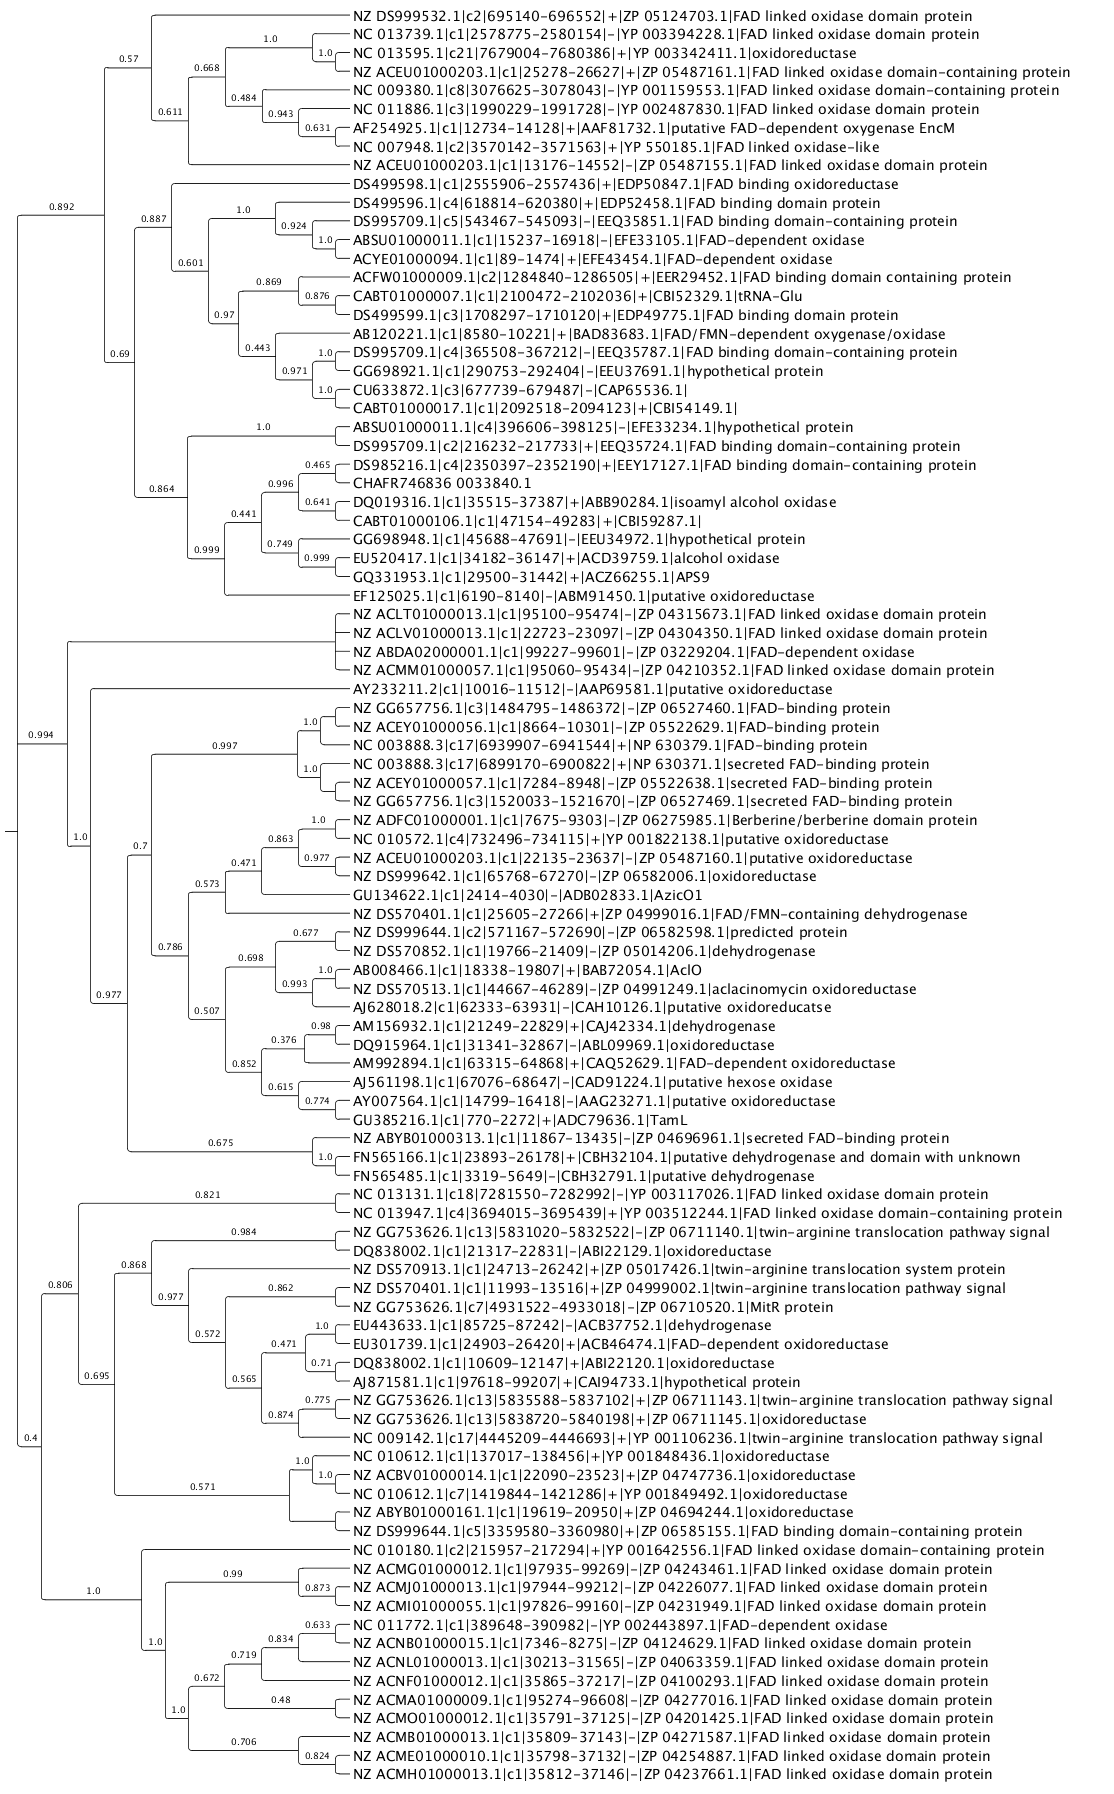 NZ DS999532.1|c2|695140-696552|+|ZP 05124703.1|FAD linked oxidase domain protein
NC 013739.1|c1|2578775-2580154|-|YP 003394228.1|FAD linked oxidase domain protein
1.0
NC 013595.1|c21|7679004-7680386|+|YP 003342411.1|oxidoreductase
1.0
0.57
NZ ACEU01000203.1|c1|25278-26627|+|ZP 05487161.1|FAD linked oxidase domain-containing protein
0.668
NC 009380.1|c8|3076625-3078043|-|YP 001159553.1|FAD linked oxidase domain-containing protein
0.484
NC 011886.1|c3|1990229-1991728|-|YP 002487830.1|FAD linked oxidase domain protein
0.611
0.943
AF254925.1|c1|12734-14128|+|AAF81732.1|putative FAD-dependent oxygenase EncM
0.631
NC 007948.1|c2|3570142-3571563|+|YP 550185.1|FAD linked oxidase-like
NZ ACEU01000203.1|c1|13176-14552|-|ZP 05487155.1|FAD linked oxidase domain protein
DS499598.1|c1|2555906-2557436|+|EDP50847.1|FAD binding oxidoreductase
DS499596.1|c4|618814-620380|+|EDP52458.1|FAD binding domain protein
0.892
1.0
0.887
DS995709.1|c5|543467-545093|-|EEQ35851.1|FAD binding domain-containing protein
0.924
ABSU01000011.1|c1|15237-16918|-|EFE33105.1|FAD-dependent oxidase
1.0
ACYE01000094.1|c1|89-1474|+|EFE43454.1|FAD-dependent oxidase
0.601
ACFW01000009.1|c2|1284840-1286505|+|EER29452.1|FAD binding domain containing protein
0.869
CABT01000007.1|c1|2100472-2102036|+|CBI52329.1|tRNA-Glu
0.876
DS499599.1|c3|1708297-1710120|+|EDP49775.1|FAD binding domain protein
0.97
AB120221.1|c1|8580-10221|+|BAD83683.1|FAD/FMN-dependent oxygenase/oxidase
0.443
DS995709.1|c4|365508-367212|-|EEQ35787.1|FAD binding domain-containing protein
1.0
0.69
GG698921.1|c1|290753-292404|-|EEU37691.1|hypothetical protein
0.971
CU633872.1|c3|677739-679487|-|CAP65536.1|
1.0
CABT01000017.1|c1|2092518-2094123|+|CBI54149.1|
ABSU01000011.1|c4|396606-398125|-|EFE33234.1|hypothetical protein
1.0
DS995709.1|c2|216232-217733|+|EEQ35724.1|FAD binding domain-containing protein
DS985216.1|c4|2350397-2352190|+|EEY17127.1|FAD binding domain-containing protein
0.465
CHAFR746836 0033840.1
0.996
0.864
DQ019316.1|c1|35515-37387|+|ABB90284.1|isoamyl alcohol oxidase
0.641
CABT01000106.1|c1|47154-49283|+|CBI59287.1|
0.441
GG698948.1|c1|45688-47691|-|EEU34972.1|hypothetical protein
0.749
0.999
EU520417.1|c1|34182-36147|+|ACD39759.1|alcohol oxidase
0.999
GQ331953.1|c1|29500-31442|+|ACZ66255.1|APS9
EF125025.1|c1|6190-8140|-|ABM91450.1|putative oxidoreductase
NZ ACLT01000013.1|c1|95100-95474|-|ZP 04315673.1|FAD linked oxidase domain protein
NZ ACLV01000013.1|c1|22723-23097|-|ZP 04304350.1|FAD linked oxidase domain protein
NZ ABDA02000001.1|c1|99227-99601|-|ZP 03229204.1|FAD-dependent oxidase
NZ ACMM01000057.1|c1|95060-95434|-|ZP 04210352.1|FAD linked oxidase domain protein
AY233211.2|c1|10016-11512|-|AAP69581.1|putative oxidoreductase
NZ GG657756.1|c3|1484795-1486372|-|ZP 06527460.1|FAD-binding protein
1.0
NZ ACEY01000056.1|c1|8664-10301|-|ZP 05522629.1|FAD-binding protein
0.994
0.997
NC 003888.3|c17|6939907-6941544|+|NP 630379.1|FAD-binding protein
NC 003888.3|c17|6899170-6900822|+|NP 630371.1|secreted FAD-binding protein
1.0
NZ ACEY01000057.1|c1|7284-8948|-|ZP 05522638.1|secreted FAD-binding protein
NZ GG657756.1|c3|1520033-1521670|-|ZP 06527469.1|secreted FAD-binding protein
NZ ADFC01000001.1|c1|7675-9303|-|ZP 06275985.1|Berberine/berberine domain protein
1.0
1.0
NC 010572.1|c4|732496-734115|+|YP 001822138.1|putative oxidoreductase
0.863
0.7
NZ ACEU01000203.1|c1|22135-23637|-|ZP 05487160.1|putative oxidoreductase
0.977
0.471
NZ DS999642.1|c1|65768-67270|-|ZP 06582006.1|oxidoreductase
0.573
GU134622.1|c1|2414-4030|-|ADB02833.1|AzicO1
NZ DS570401.1|c1|25605-27266|+|ZP 04999016.1|FAD/FMN-containing dehydrogenase
NZ DS999644.1|c2|571167-572690|-|ZP 06582598.1|predicted protein
0.677
0.786
NZ DS570852.1|c1|19766-21409|-|ZP 05014206.1|dehydrogenase
0.698
AB008466.1|c1|18338-19807|+|BAB72054.1|AclO
1.0
0.993
NZ DS570513.1|c1|44667-46289|-|ZP 04991249.1|aclacinomycin oxidoreductase
0.977
AJ628018.2|c1|62333-63931|-|CAH10126.1|putative oxidoreducatse
0.507
AM156932.1|c1|21249-22829|+|CAJ42334.1|dehydrogenase
0.98
0.376
DQ915964.1|c1|31341-32867|-|ABL09969.1|oxidoreductase
0.852
AM992894.1|c1|63315-64868|+|CAQ52629.1|FAD-dependent oxidoreductase
AJ561198.1|c1|67076-68647|-|CAD91224.1|putative hexose oxidase
0.615
AY007564.1|c1|14799-16418|-|AAG23271.1|putative oxidoreductase
0.774
GU385216.1|c1|770-2272|+|ADC79636.1|TamL
NZ ABYB01000313.1|c1|11867-13435|-|ZP 04696961.1|secreted FAD-binding protein
0.675
FN565166.1|c1|23893-26178|+|CBH32104.1|putative dehydrogenase and domain with unknown
1.0
FN565485.1|c1|3319-5649|-|CBH32791.1|putative dehydrogenase
NZ 013131.1|c18|7281550-7282992|-|YP 003117026.1|FAD linked oxidase domain protein
0.821
NC 013947.1|c4|3694015-3695439|+|YP 003512244.1|FAD linked oxidase domain-containing protein
NZ GG753626.1|c13|5831020-5832522|-|ZP 06711140.1|twin-arginine translocation pathway signal
0.984
DQ838002.1|c1|21317-22831|-|ABI22129.1|oxidoreductase
0.868
NZ DS570913.1|c1|24713-26242|+|ZP 05017426.1|twin-arginine translocation system protein
0.806
NZ DS570401.1|c1|11993-13516|+|ZP 04999002.1|twin-arginine translocation pathway signal
0.862
0.977
NZ GG753626.1|c7|4931522-4933018|-|ZP 06710520.1|MitR protein
EU443633.1|c1|85725-87242|-|ACB37752.1|dehydrogenase
1.0
0.572
EU301739.1|c1|24903-26420|+|ACB46474.1|FAD-dependent oxidoreductase
0.471
DQ838002.1|c1|10609-12147|+|ABI22120.1|oxidoreductase
0.71
0.695
AJ871581.1|c1|97618-99207|+|CAI94733.1|hypothetical protein
0.565
NZ GG753626.1|c13|5835588-5837102|+|ZP 06711143.1|twin-arginine translocation pathway signal
0.775
NZ GG753626.1|c13|5838720-5840198|+|ZP 06711145.1|oxidoreductase
0.874
NC 009142.1|c17|4445209-4446693|+|YP 001106236.1|twin-arginine translocation pathway signal
0.4
NC 010612.1|c1|137017-138456|+|YP 001848436.1|oxidoreductase
1.0
NZ ACBV01000014.1|c1|22090-23523|+|ZP 04747736.1|oxidoreductase
1.0
0.571
NC 010612.1|c7|1419844-1421286|+|YP 001849492.1|oxidoreductase
NZ ABYB01000161.1|c1|19619-20950|+|ZP 04694244.1|oxidoreductase
NZ DS999644.1|c5|3359580-3360980|+|ZP 06585155.1|FAD binding domain-containing protein
NC 010180.1|c2|215957-217294|+|YP 001642556.1|FAD linked oxidase domain-containing protein
NZ ACMG01000012.1|c1|97935-99269|-|ZP 04243461.1|FAD linked oxidase domain protein
0.99
1.0
NZ ACMJ01000013.1|c1|97944-99212|-|ZP 04226077.1|FAD linked oxidase domain protein
0.873
NZ ACMI01000055.1|c1|97826-99160|-|ZP 04231949.1|FAD linked oxidase domain protein
NC 011772.1|c1|389648-390982|-|YP 002443897.1|FAD-dependent oxidase
0.633
1.0
NZ ACNB01000015.1|c1|7346-8275|-|ZP 04124629.1|FAD linked oxidase domain protein
0.834
0.719
NZ ACNL01000013.1|c1|30213-31565|-|ZP 04063359.1|FAD linked oxidase domain protein
0.672
NZ ACNF01000012.1|c1|35865-37217|-|ZP 04100293.1|FAD linked oxidase domain protein
NZ ACMA01000009.1|c1|95274-96608|-|ZP 04277016.1|FAD linked oxidase domain protein
0.48
1.0
NZ ACMO01000012.1|c1|35791-37125|-|ZP 04201425.1|FAD linked oxidase domain protein
NZ ACMB01000013.1|c1|35809-37143|-|ZP 04271587.1|FAD linked oxidase domain protein
0.706
NZ ACME01000010.1|c1|35798-37132|-|ZP 04254887.1|FAD linked oxidase domain protein
0.824
NZ ACMH01000013.1|c1|35812-37146|-|ZP 04237661.1|FAD linked oxidase domain protein